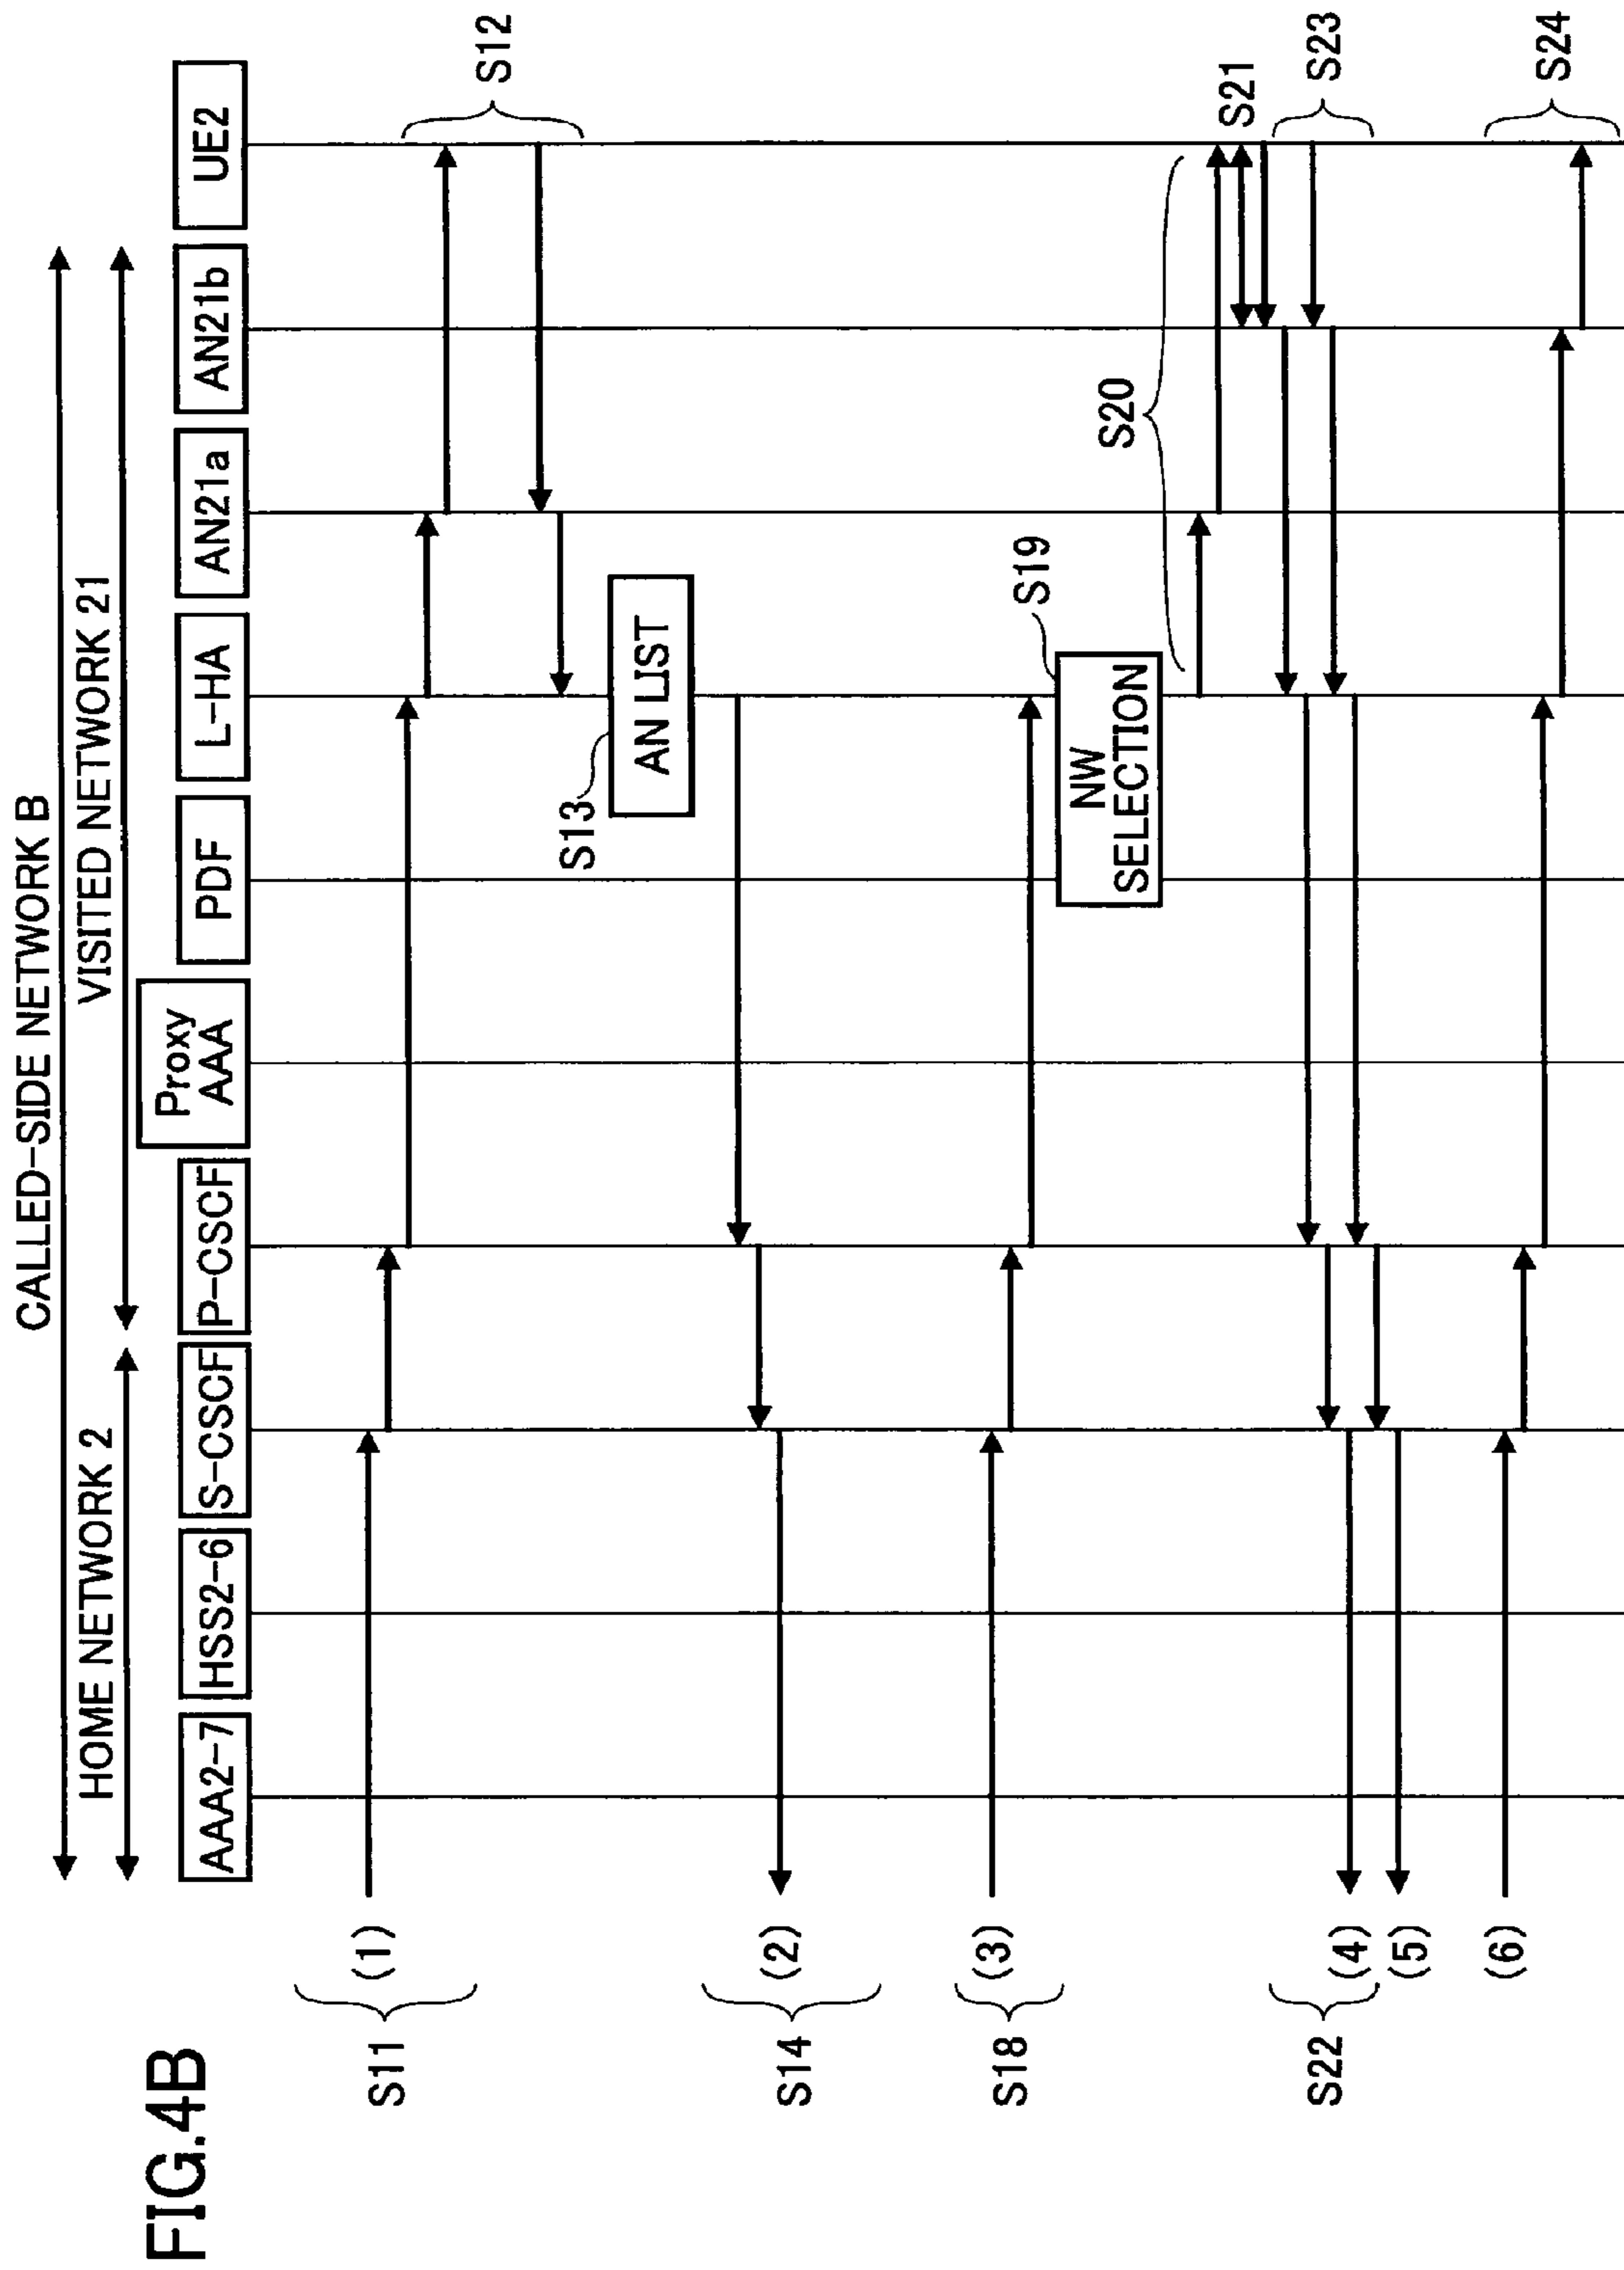 FIG.4B
CALLED-SIDE NETWORK B
HOME NETWORK 2
VISITED NETWORK 21
AAA2-7
HSS2-6
S-CSCF
P-CSCF
Proxy
AAA
PDF
L-HA
AN21a
AN21b
UE2
S11
(1)
S12
S13
AN LIST
S14
(2)
S18
(3)
S19
NW
SELECTION
S20
S21
S22
(4)
S23
(5)
(6)
S24